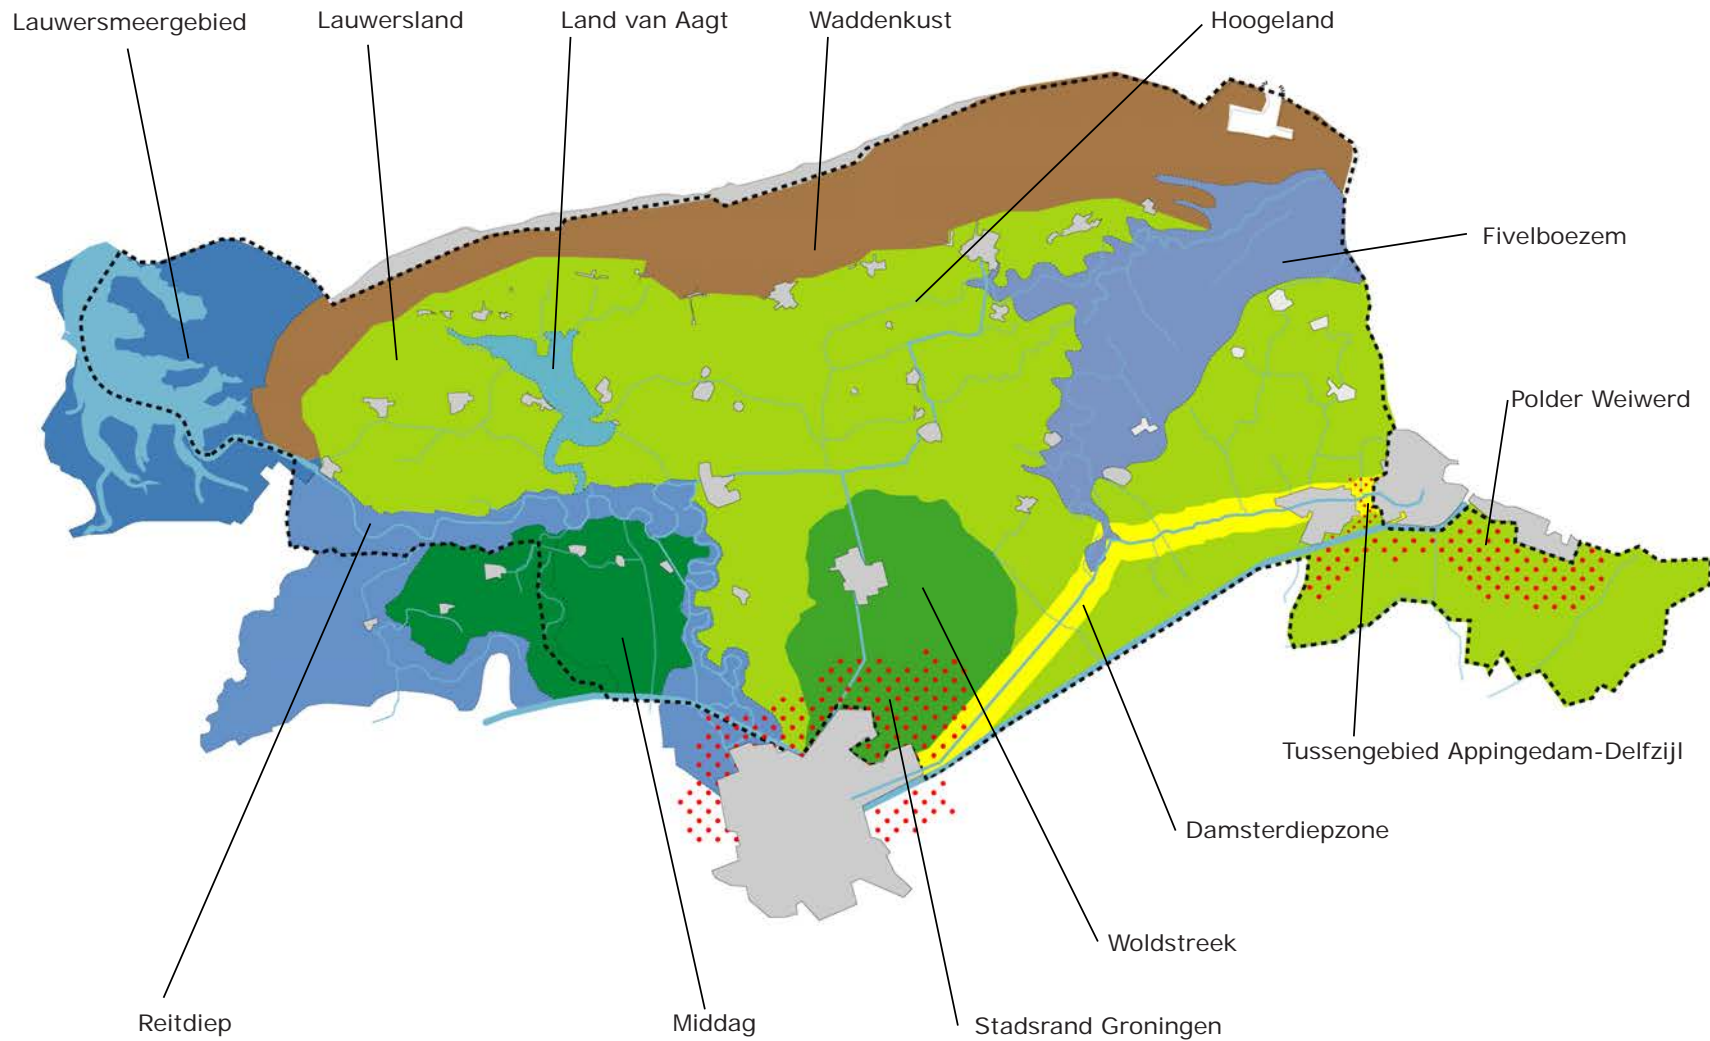 Lauwersmeergebied
Lauwersland
Land van Aagt
Waddenkust
Hoogeland
Fivelboezem
Polder Weiwerd
Tussengebied Appingedam-Delfzijl
Damsterdiepzone
Woldstreek
Reitdiep
Middag
Stadsrand Groningen